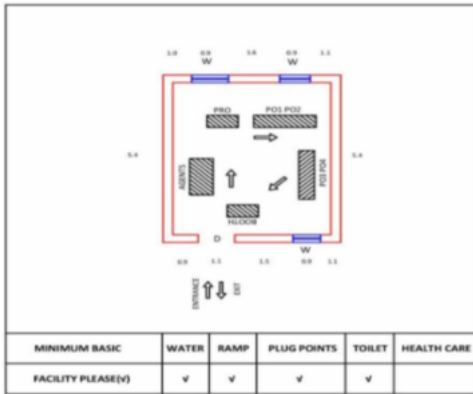 1.0 0.9 1.6 0.9 1.1
W W
PRO PO1 PO2
5.4 AGENTS PO3 PO4 5.4
BOOTH
D W
0.9 1.1 1.5 0.9 1.1
ENTRANCE EXIT
MINIMUM BASIC WATER RAMP PLUG POINTS TOILET HEALTH CARE
FACILITY PLEASE(√) √ √ √ √